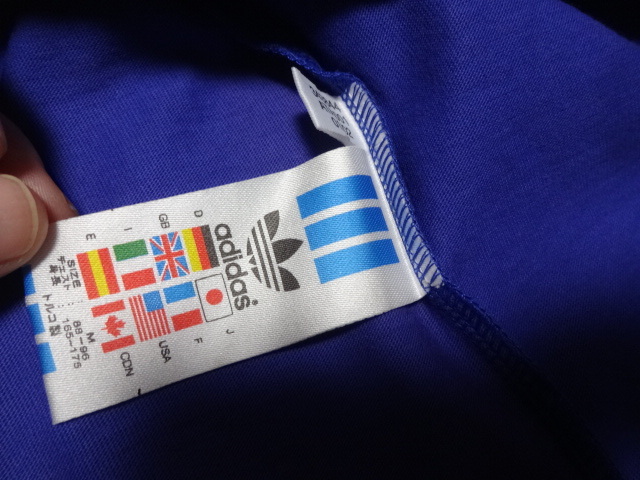 adidas
D
J
GB
F
I
USA
E
CDN
SIZE M
チェスト : 88-96
身長 : 165-175
トルコ製